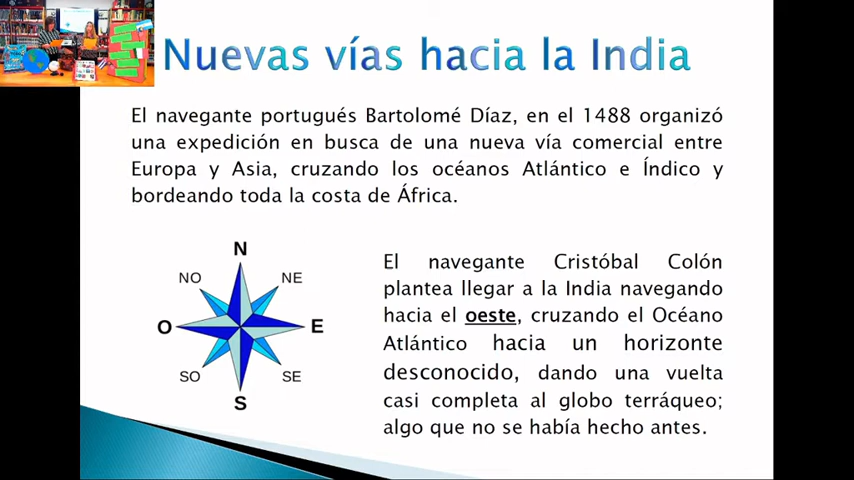 Nuevas vías hacia la India
El navegante portugués Bartolomé Díaz, en el 1488 organizó
una expedición en busca de una nueva vía comercial entre
Europa y Asia, cruzando los océanos Atlántico e Índico y
bordeando toda la costa de África.
N
NO
NE
O
E
SO
SE
S
El navegante Cristóbal Colón
plantea llegar a la India navegando
hacia el oeste, cruzando el Océano
Atlántico hacia un horizonte
desconocido, dando una vuelta
casi completa al globo terráqueo;
algo que no se había hecho antes.